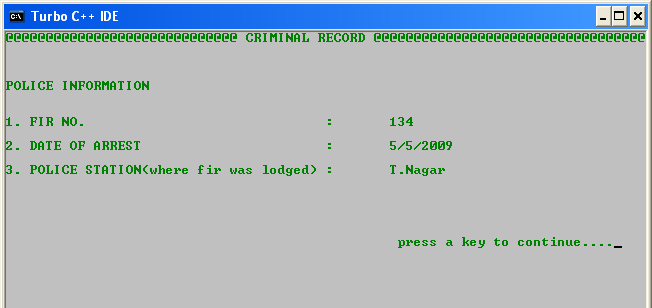 Turbo C++ IDE
@@@@@@@@@@@@@@@@@@@@@@@@@@@@@ CRIMINAL RECORD @@@@@@@@@@@@@@@@@@@@@@@@@@@@@@@@@@
POLICE INFORMATION
1. FIR NO. : 134
2. DATE OF ARREST : 5/5/2009
3. POLICE STATION(where fir was lodged) : T.Nagar
press a key to continue...._